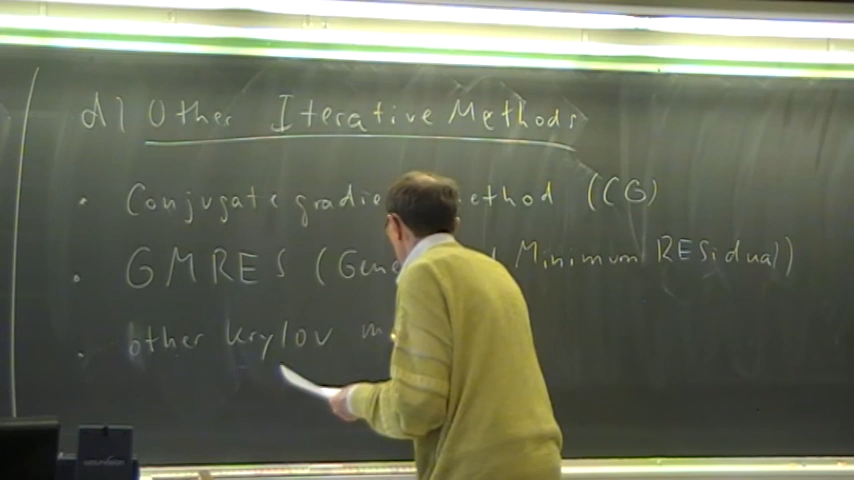 d) Other Iterative Methods
• Conjugate gradie ethod (CG)
• GMRES (Gene Minimum RESidual)
• other Krylov m